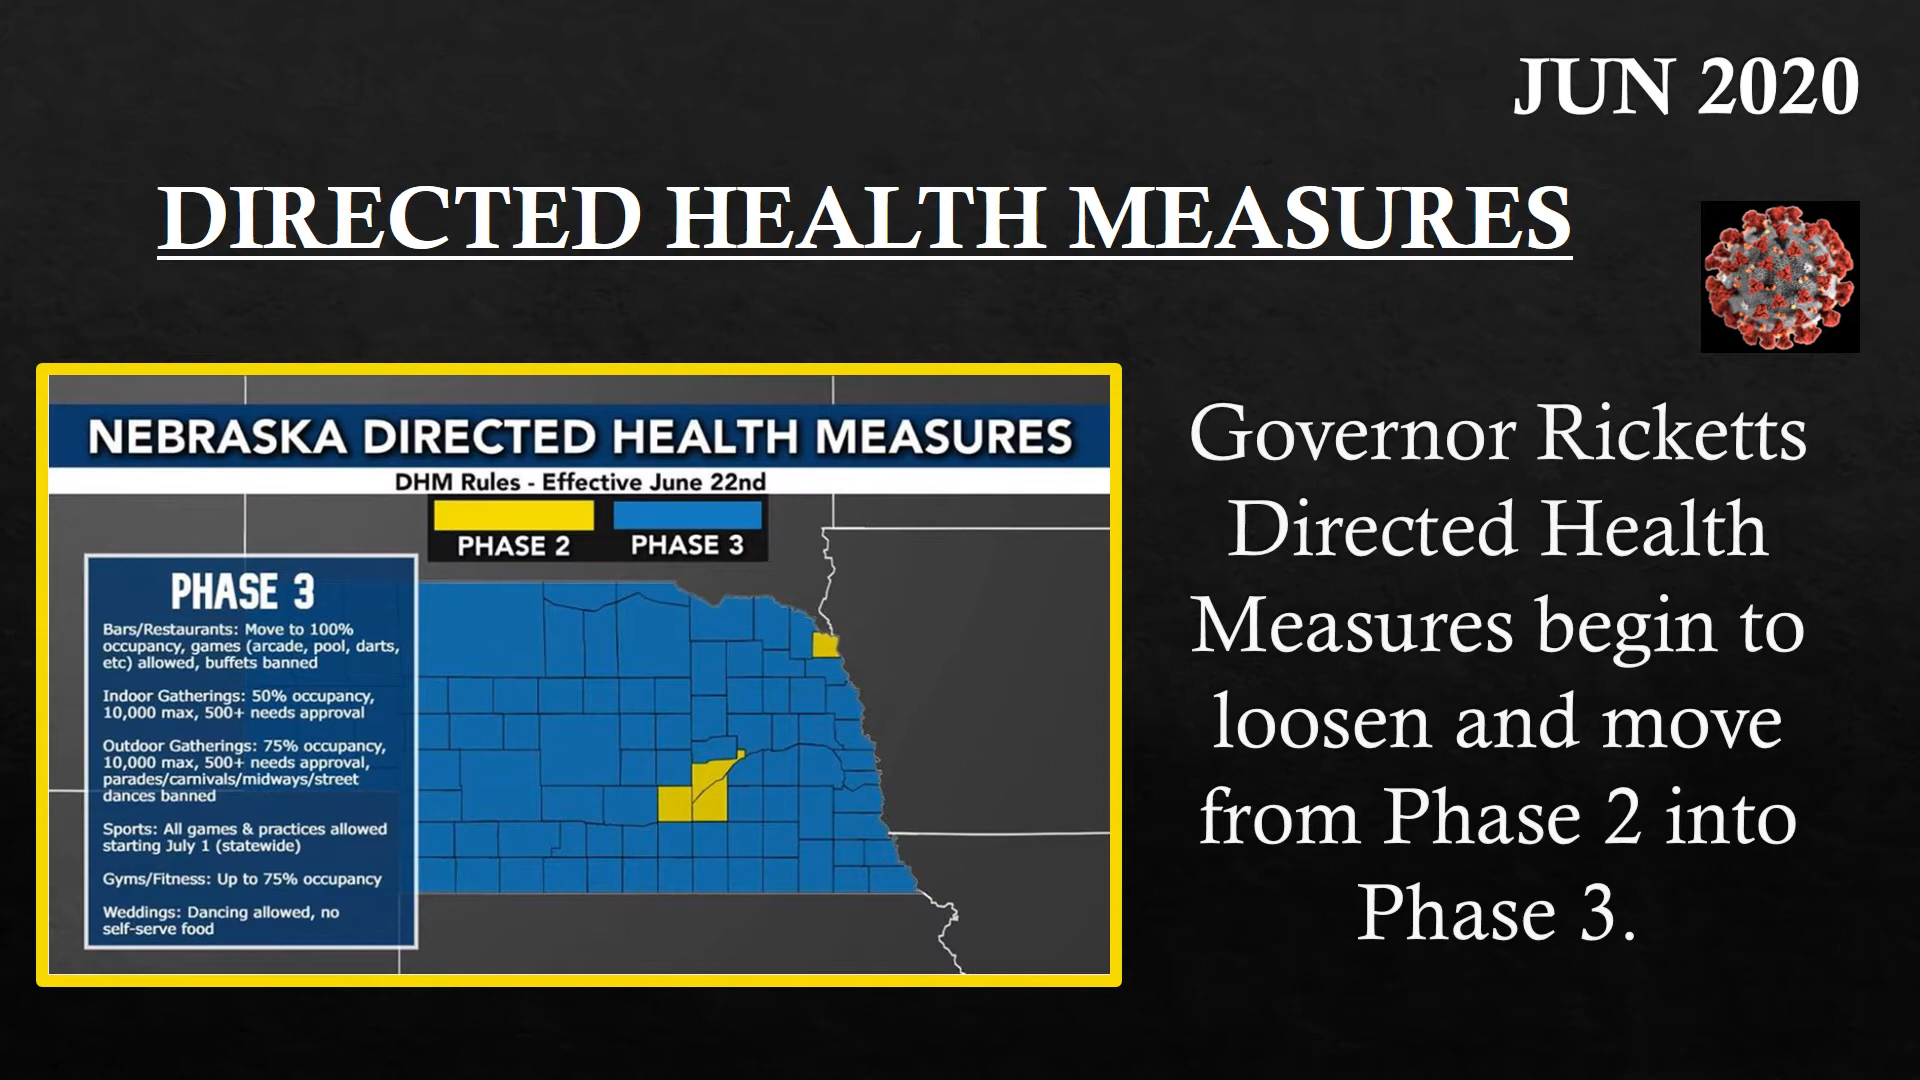 JUN 2020
DIRECTED HEALTH MEASURES
NEBRASKA DIRECTED HEALTH MEASURES
DHM Rules - Effective June 22nd
PHASE 2
PHASE 3
PHASE 3
Bars/Restaurants: Move to 100%
occupancy, games (arcade, pool, darts,
etc) allowed, buffets banned
Indoor Gatherings: 50% occupancy,
10,000 max, 500+ needs approval
Outdoor Gatherings: 75% occupancy,
10,000 max, 500+ needs approval,
parades/carnivals/midways/street
dances banned
Sports: All games & practices allowed
starting July 1 (statewide)
Gyms/Fitness: Up to 75% occupancy
Weddings: Dancing allowed, no
self-serve food
Governor Ricketts
Directed Health
Measures begin to
loosen and move
from Phase 2 into
Phase 3.